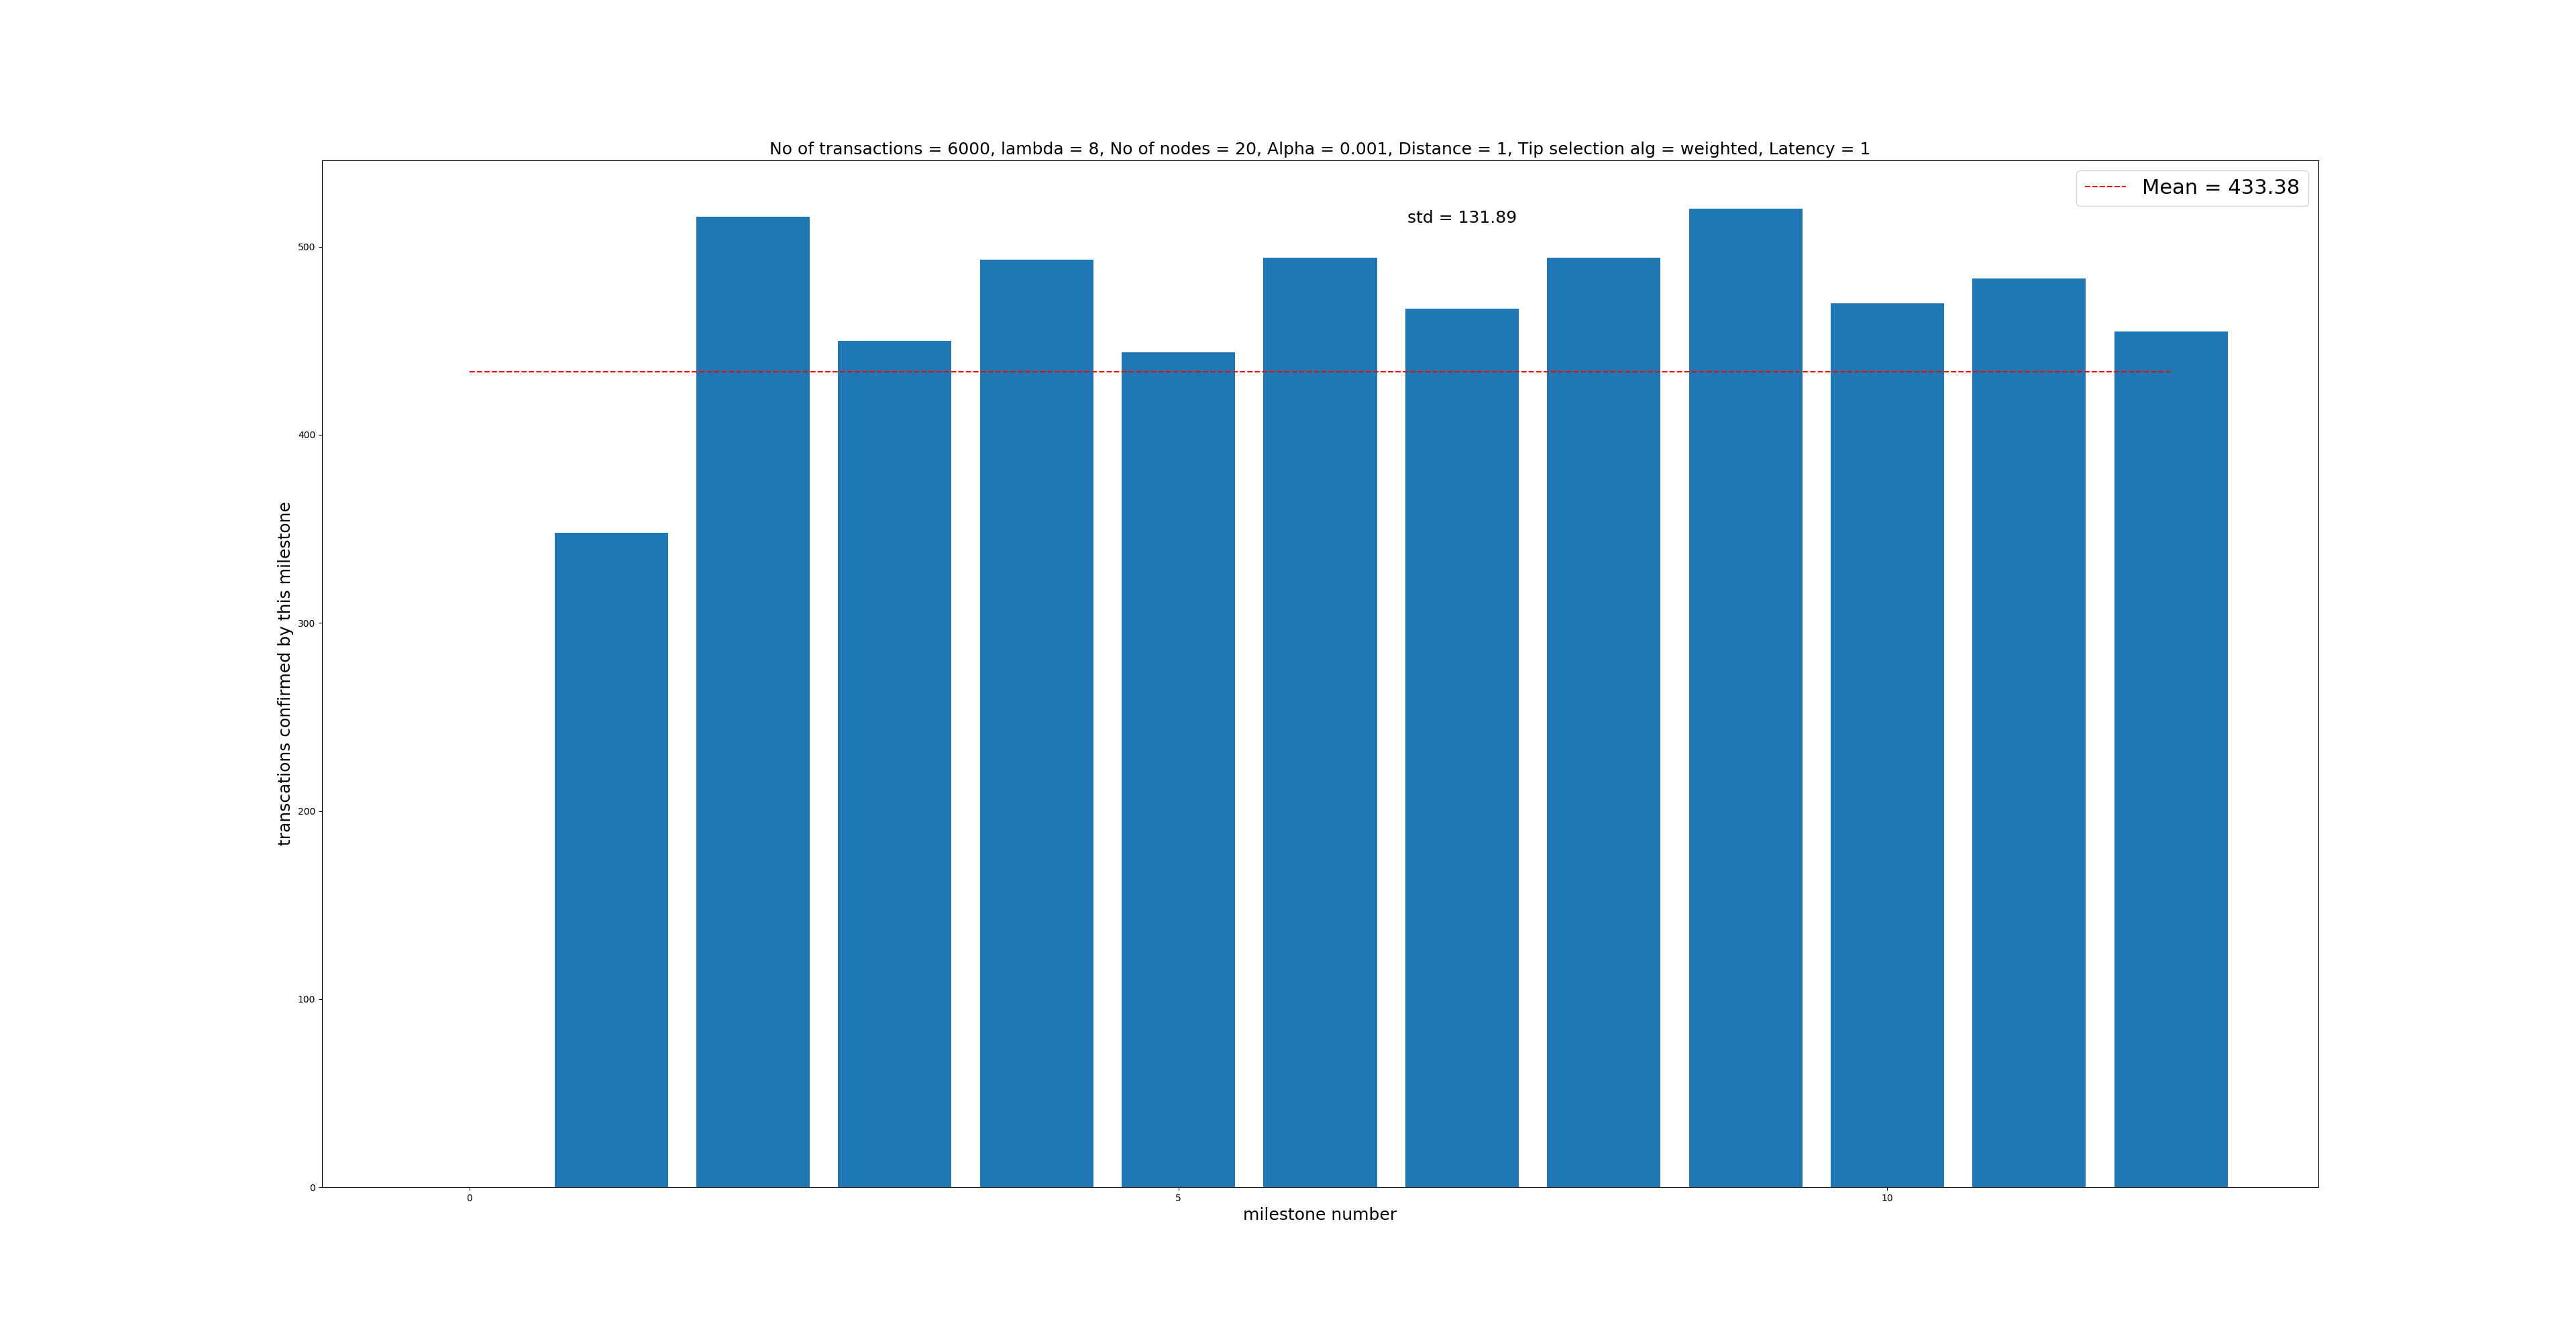 No of transactions = 6000, lambda = 8, No of nodes = 20, Alpha = 0.001, Distance = 1, Tip selection alg = weighted, Latency = 1
Mean = 433.38
std = 131.89
500
400
300
200
100
0
transcations confirmed by this milestone
0 5 10
milestone number